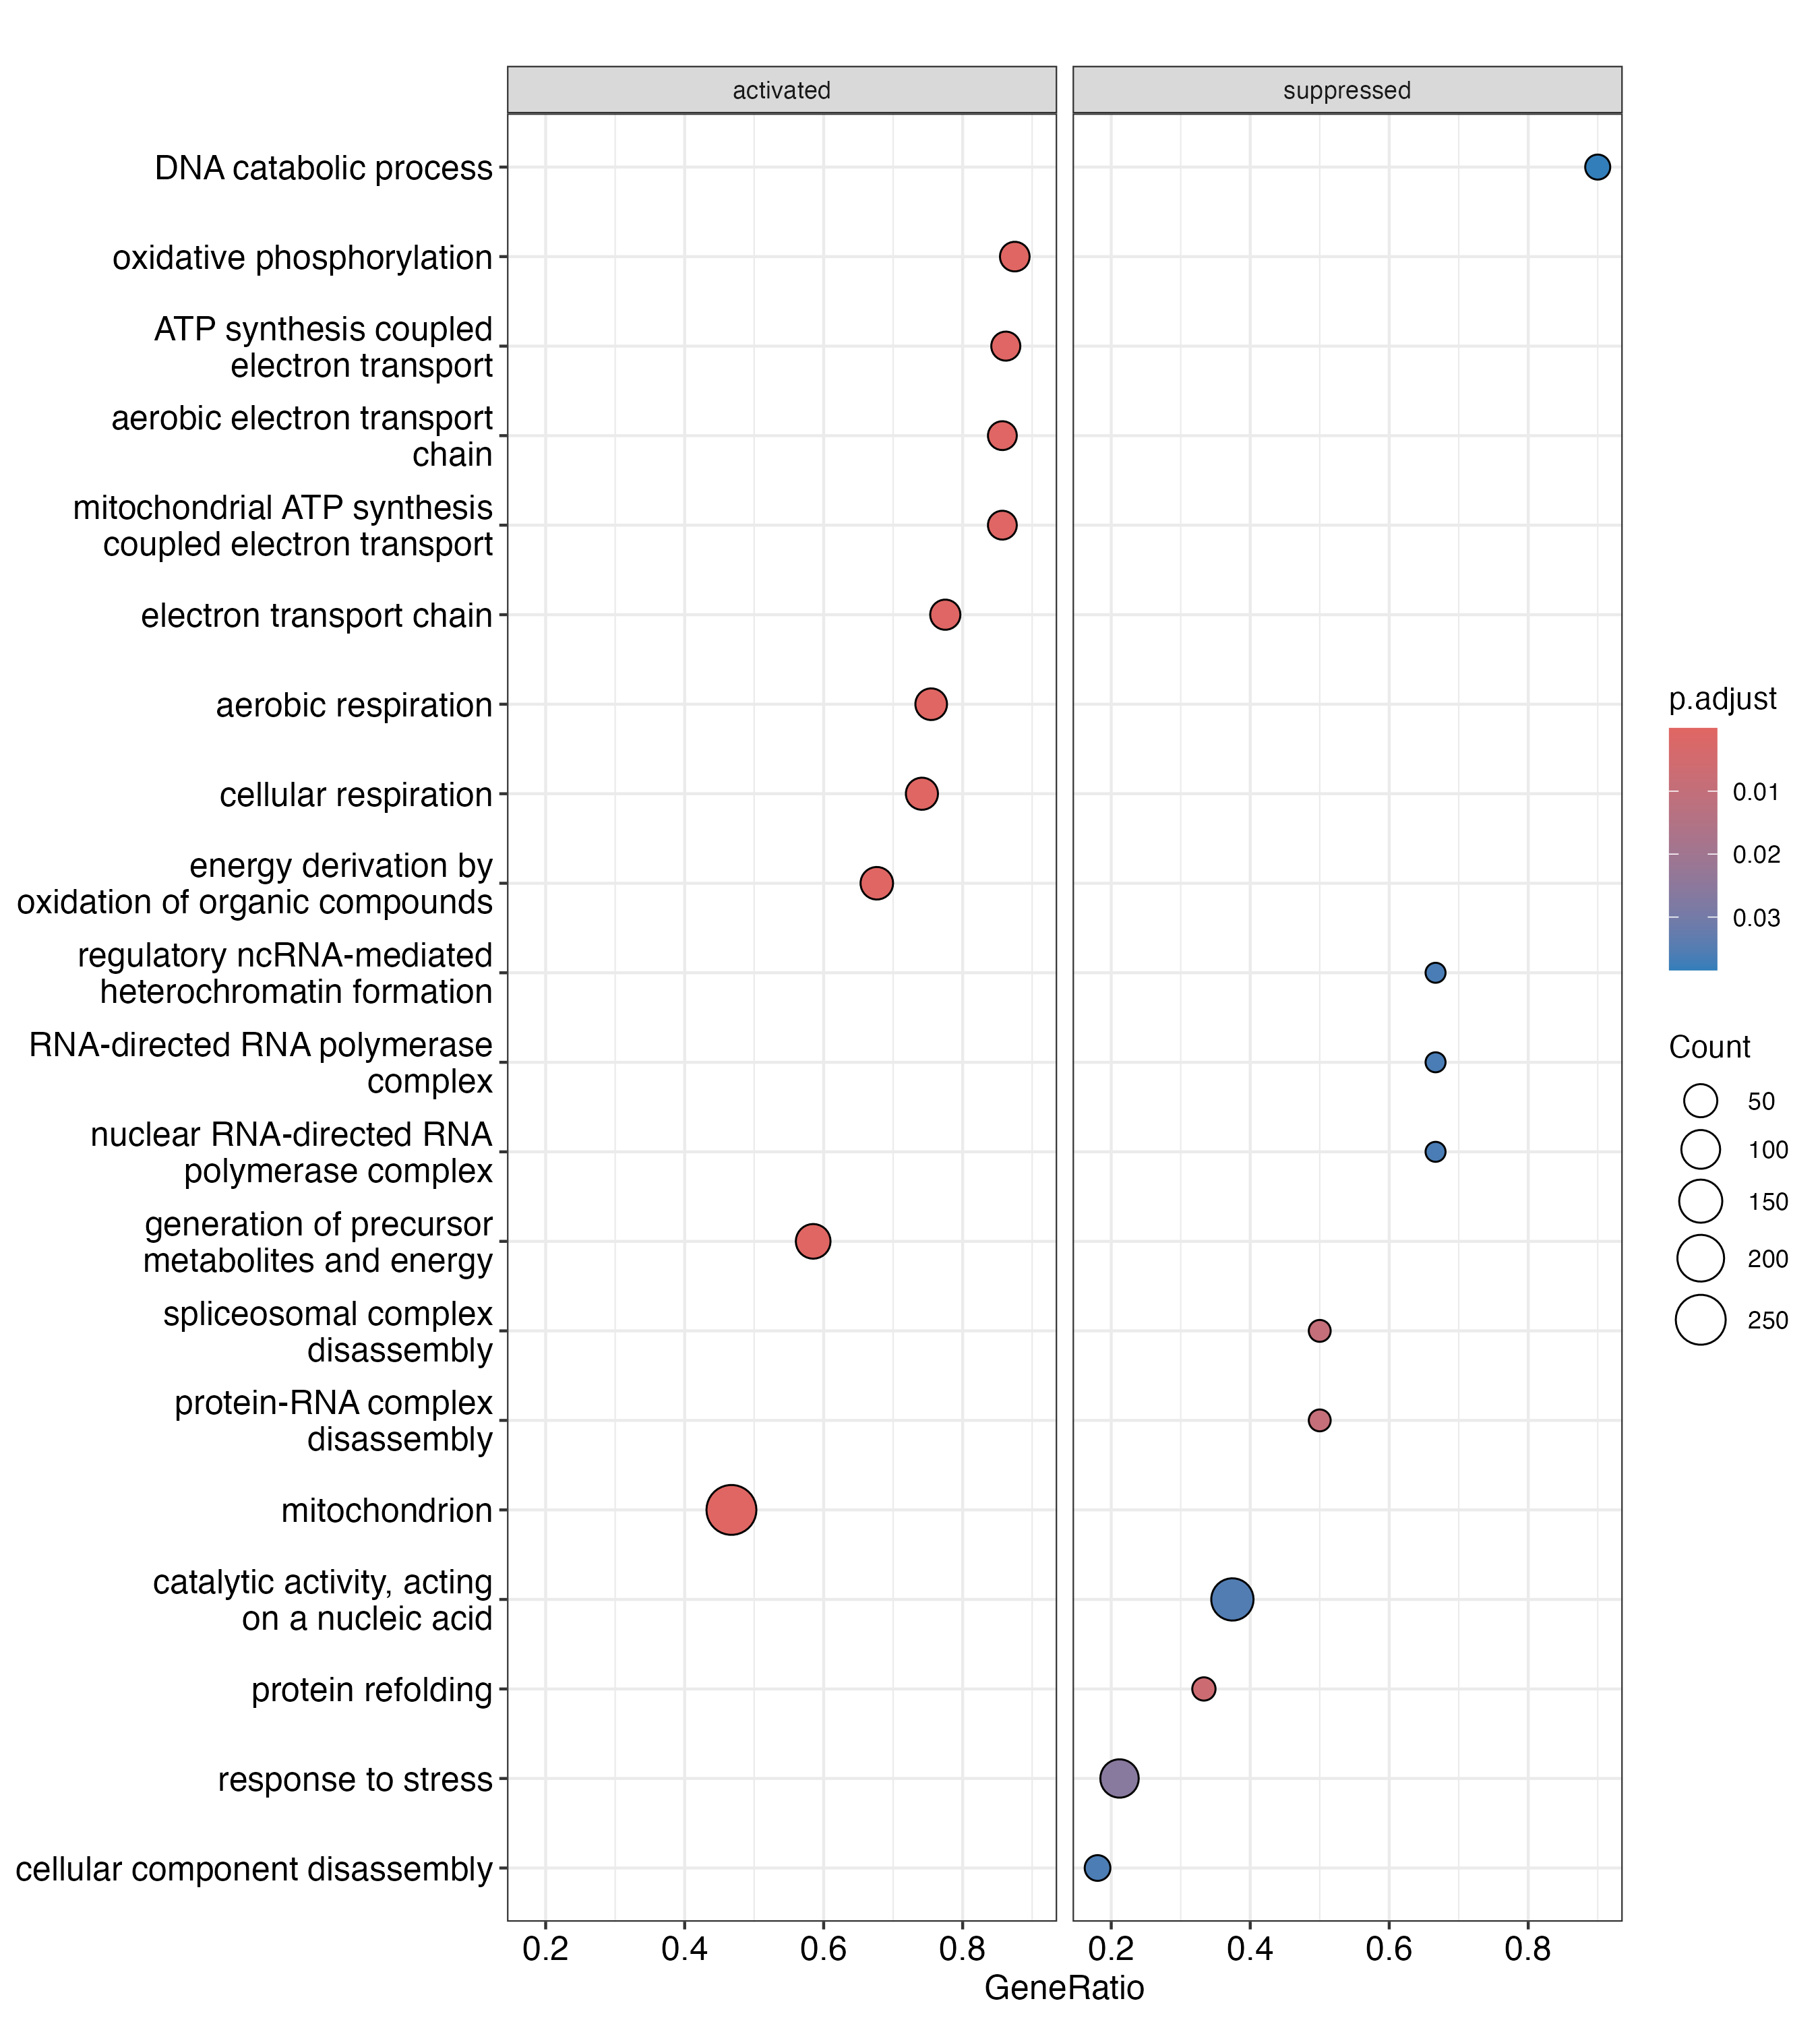 activated
suppressed
DNA catabolic process
oxidative phosphorylation
ATP synthesis coupled
electron transport
aerobic electron transport
chain
mitochondrial ATP synthesis
coupled electron transport
electron transport chain
aerobic respiration
cellular respiration
energy derivation by
oxidation of organic compounds
regulatory ncRNA-mediated
heterochromatin formation
RNA-directed RNA polymerase
complex
nuclear RNA-directed RNA
polymerase complex
generation of precursor
metabolites and energy
spliceosomal complex
disassembly
protein-RNA complex
disassembly
mitochondrion
catalytic activity, acting
on a nucleic acid
protein refolding
response to stress
cellular component disassembly
0.2 0.4 0.6 0.8
0.2 0.4 0.6 0.8
GeneRatio
p.adjust
0.01
0.02
0.03
Count
50
100
150
200
250